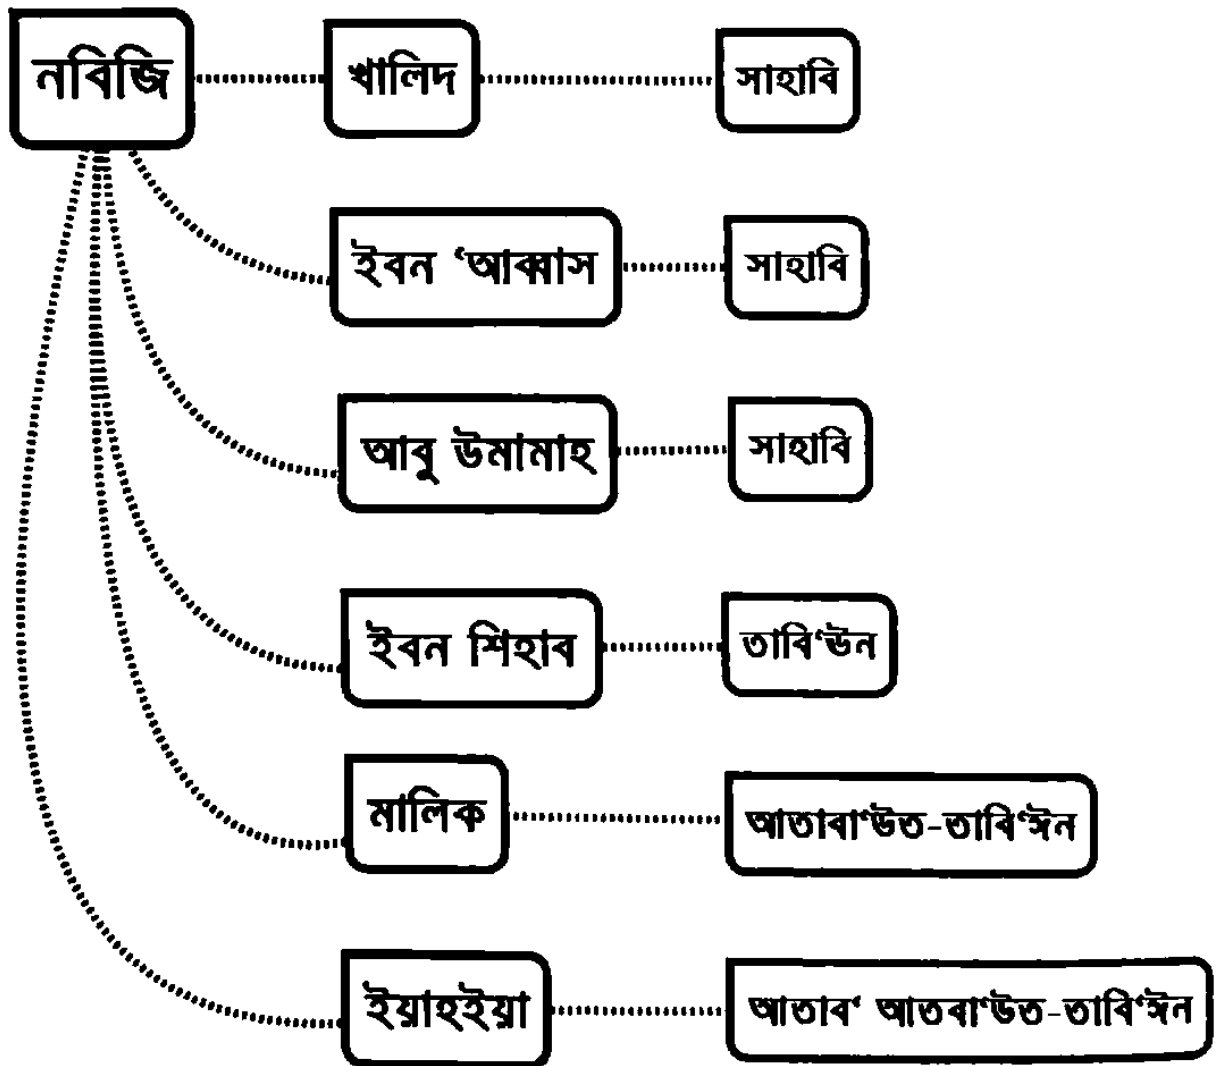 নবিজি খালিদ সাহাবি
ইবন ‘আব্বাস সাহাবি
আবু উমামাহ সাহাবি
ইবন শিহাব তাবি‘ঊন
মালিক আতাবা‘উত-তাবি‘ঈন
ইয়াহইয়া আতাব‘ আতবা‘উত-তাবি‘ঈন